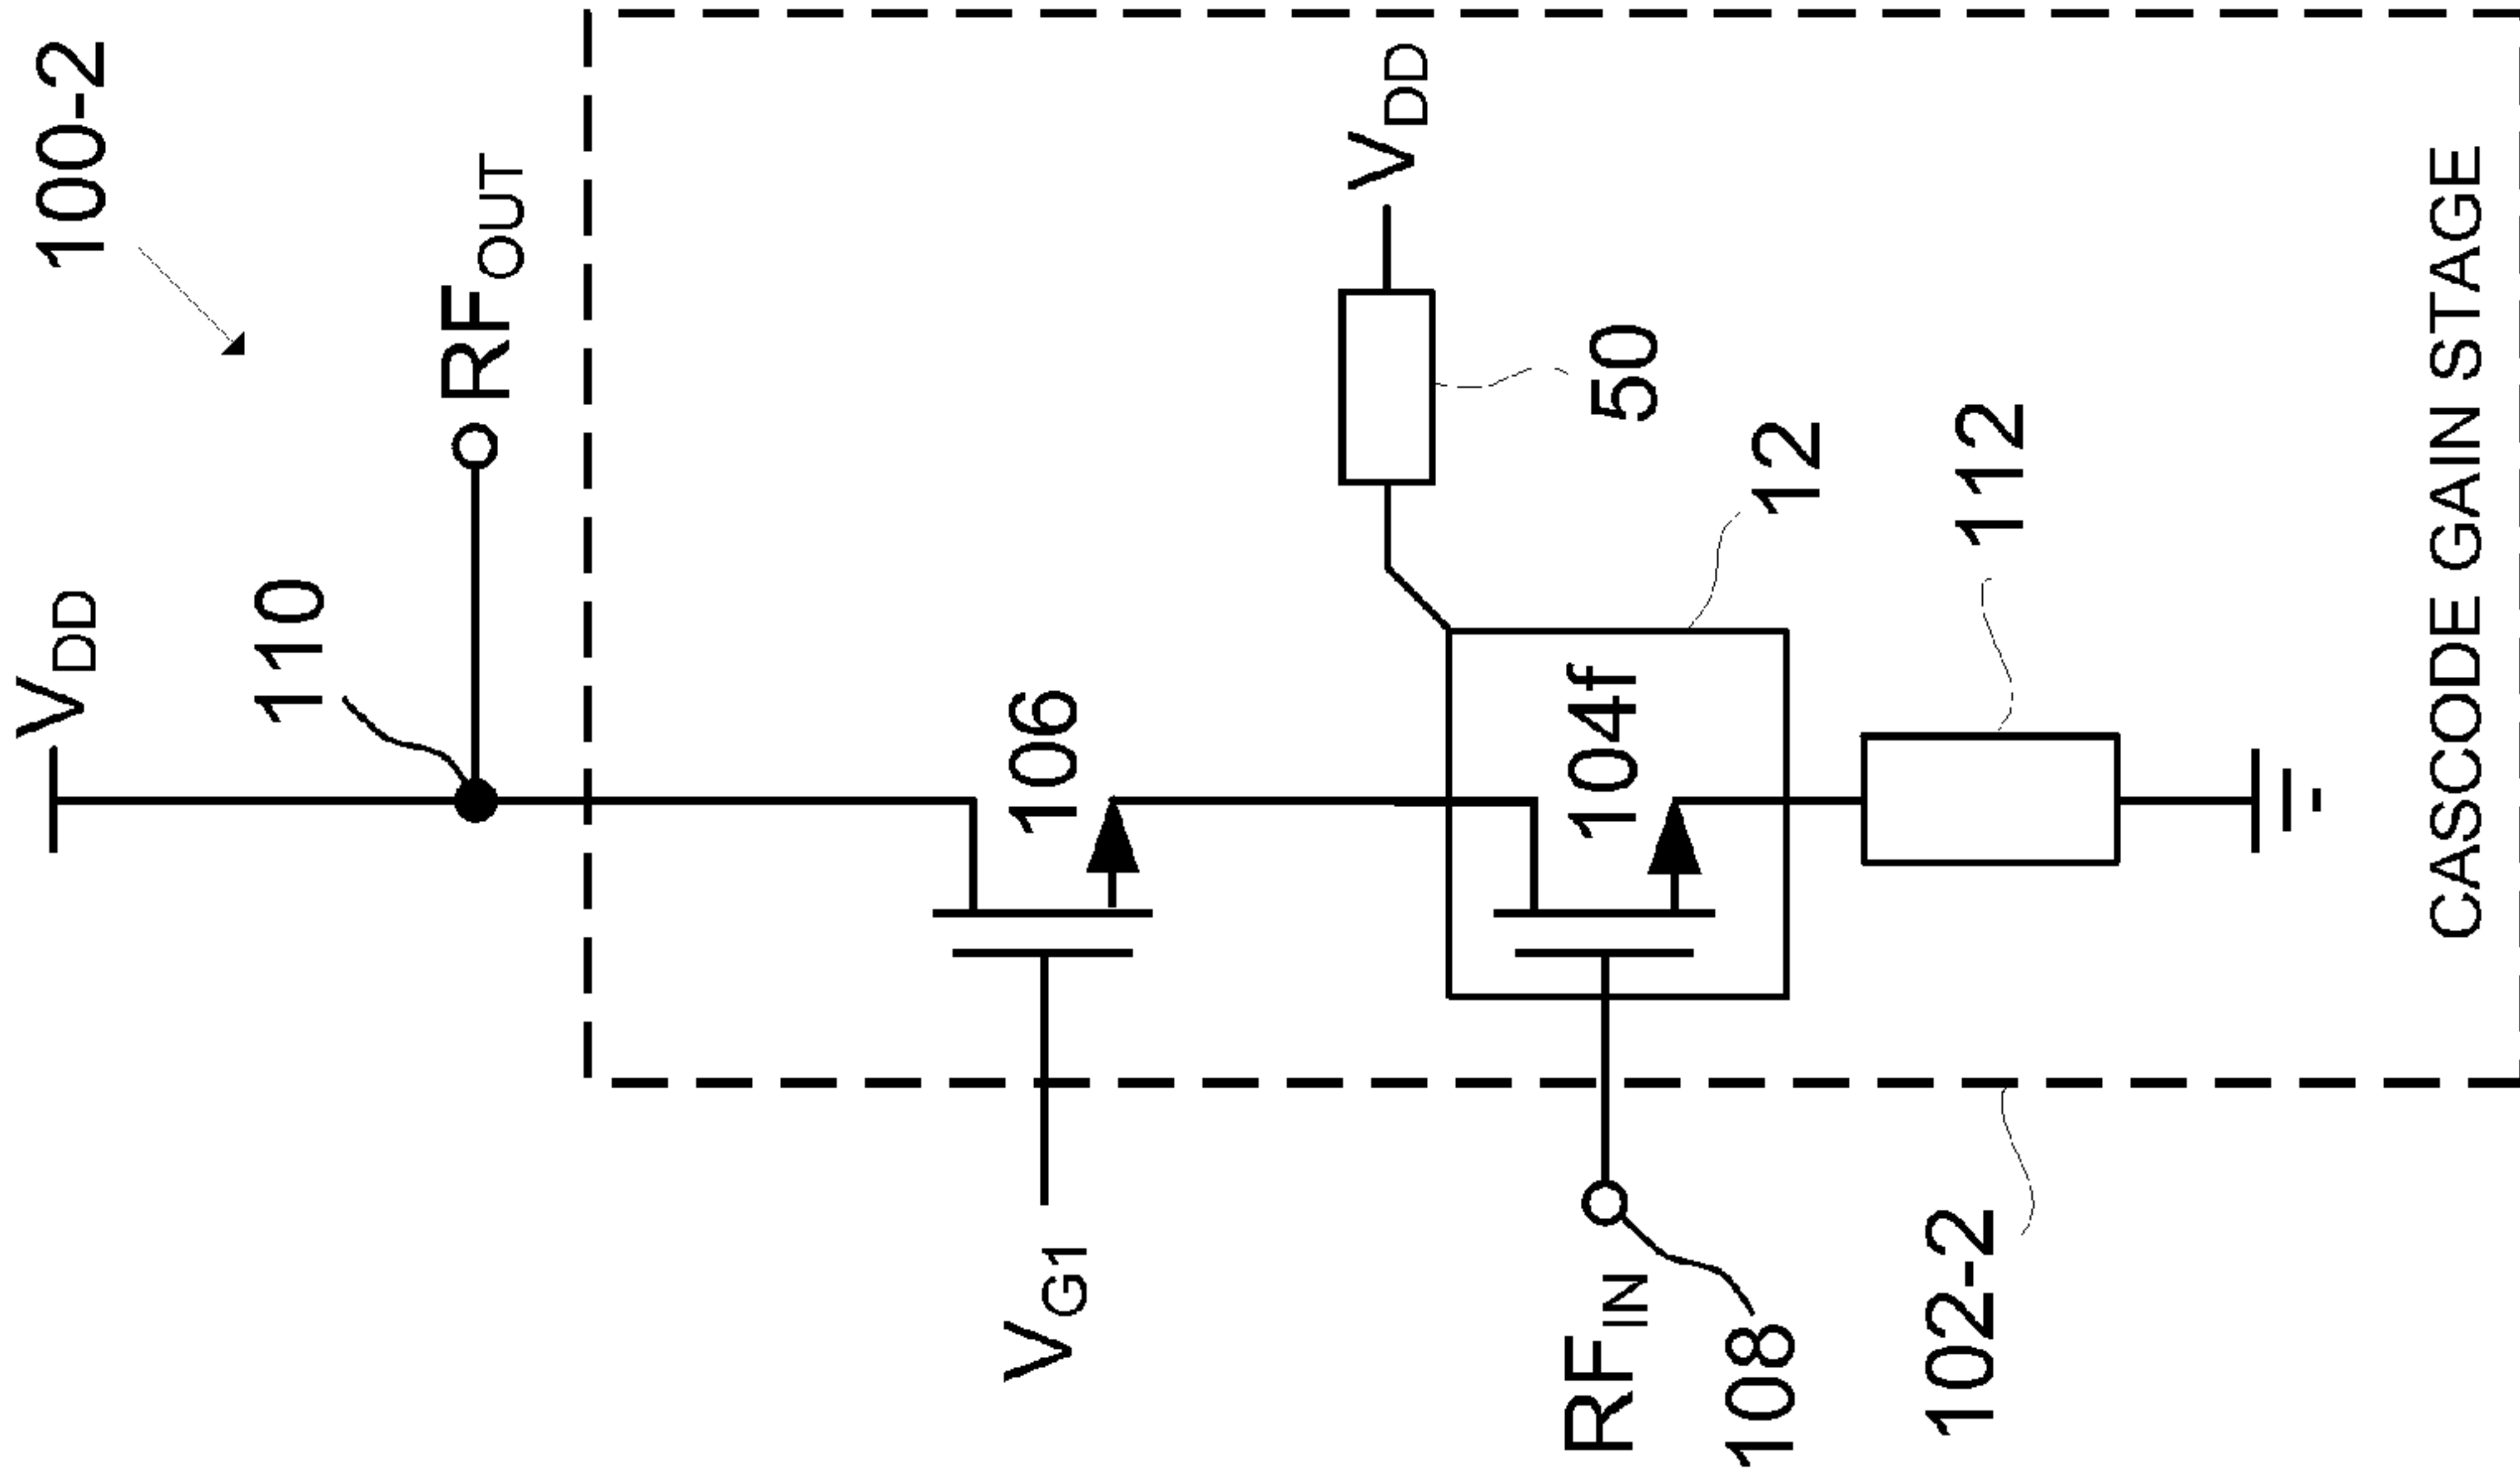 100-2
V_DD
110
RF_OUT
106
V_G1
V_DD
50
104f
12
RF_IN
108
112
102-2
CASCODE GAIN STAGE